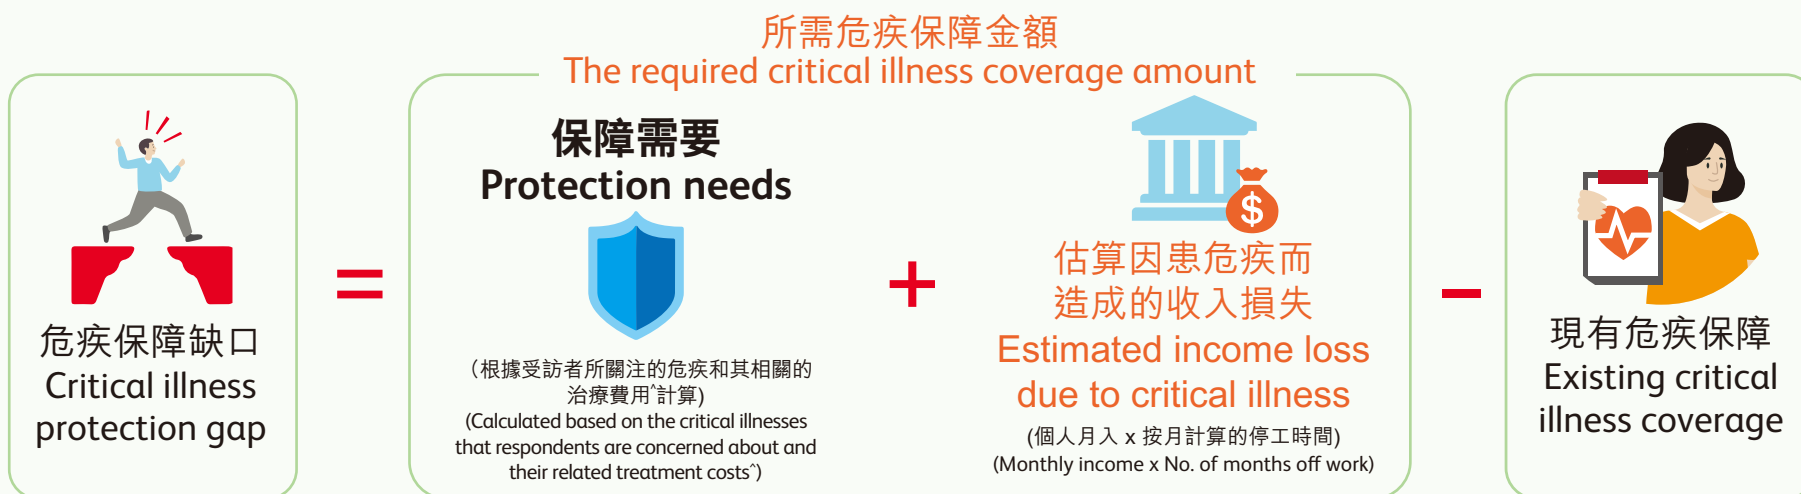 所需危疾保障金額
The required critical illness coverage amount
危疾保障缺口
Critical illness
protection gap
=
保障需要
Protection needs
（根據受訪者所關注的危疾和其相關的
治療費用^計算)
(Calculated based on the critical illnesses
that respondents are concerned about and
their related treatment costs^)
+
$
估算因患危疾而
造成的收入損失
Estimated income loss
due to critical illness
(個人月入 x 按月計算的停工時間)
(Monthly income x No. of months off work)
–
現有危疾保障
Existing critical
illness coverage